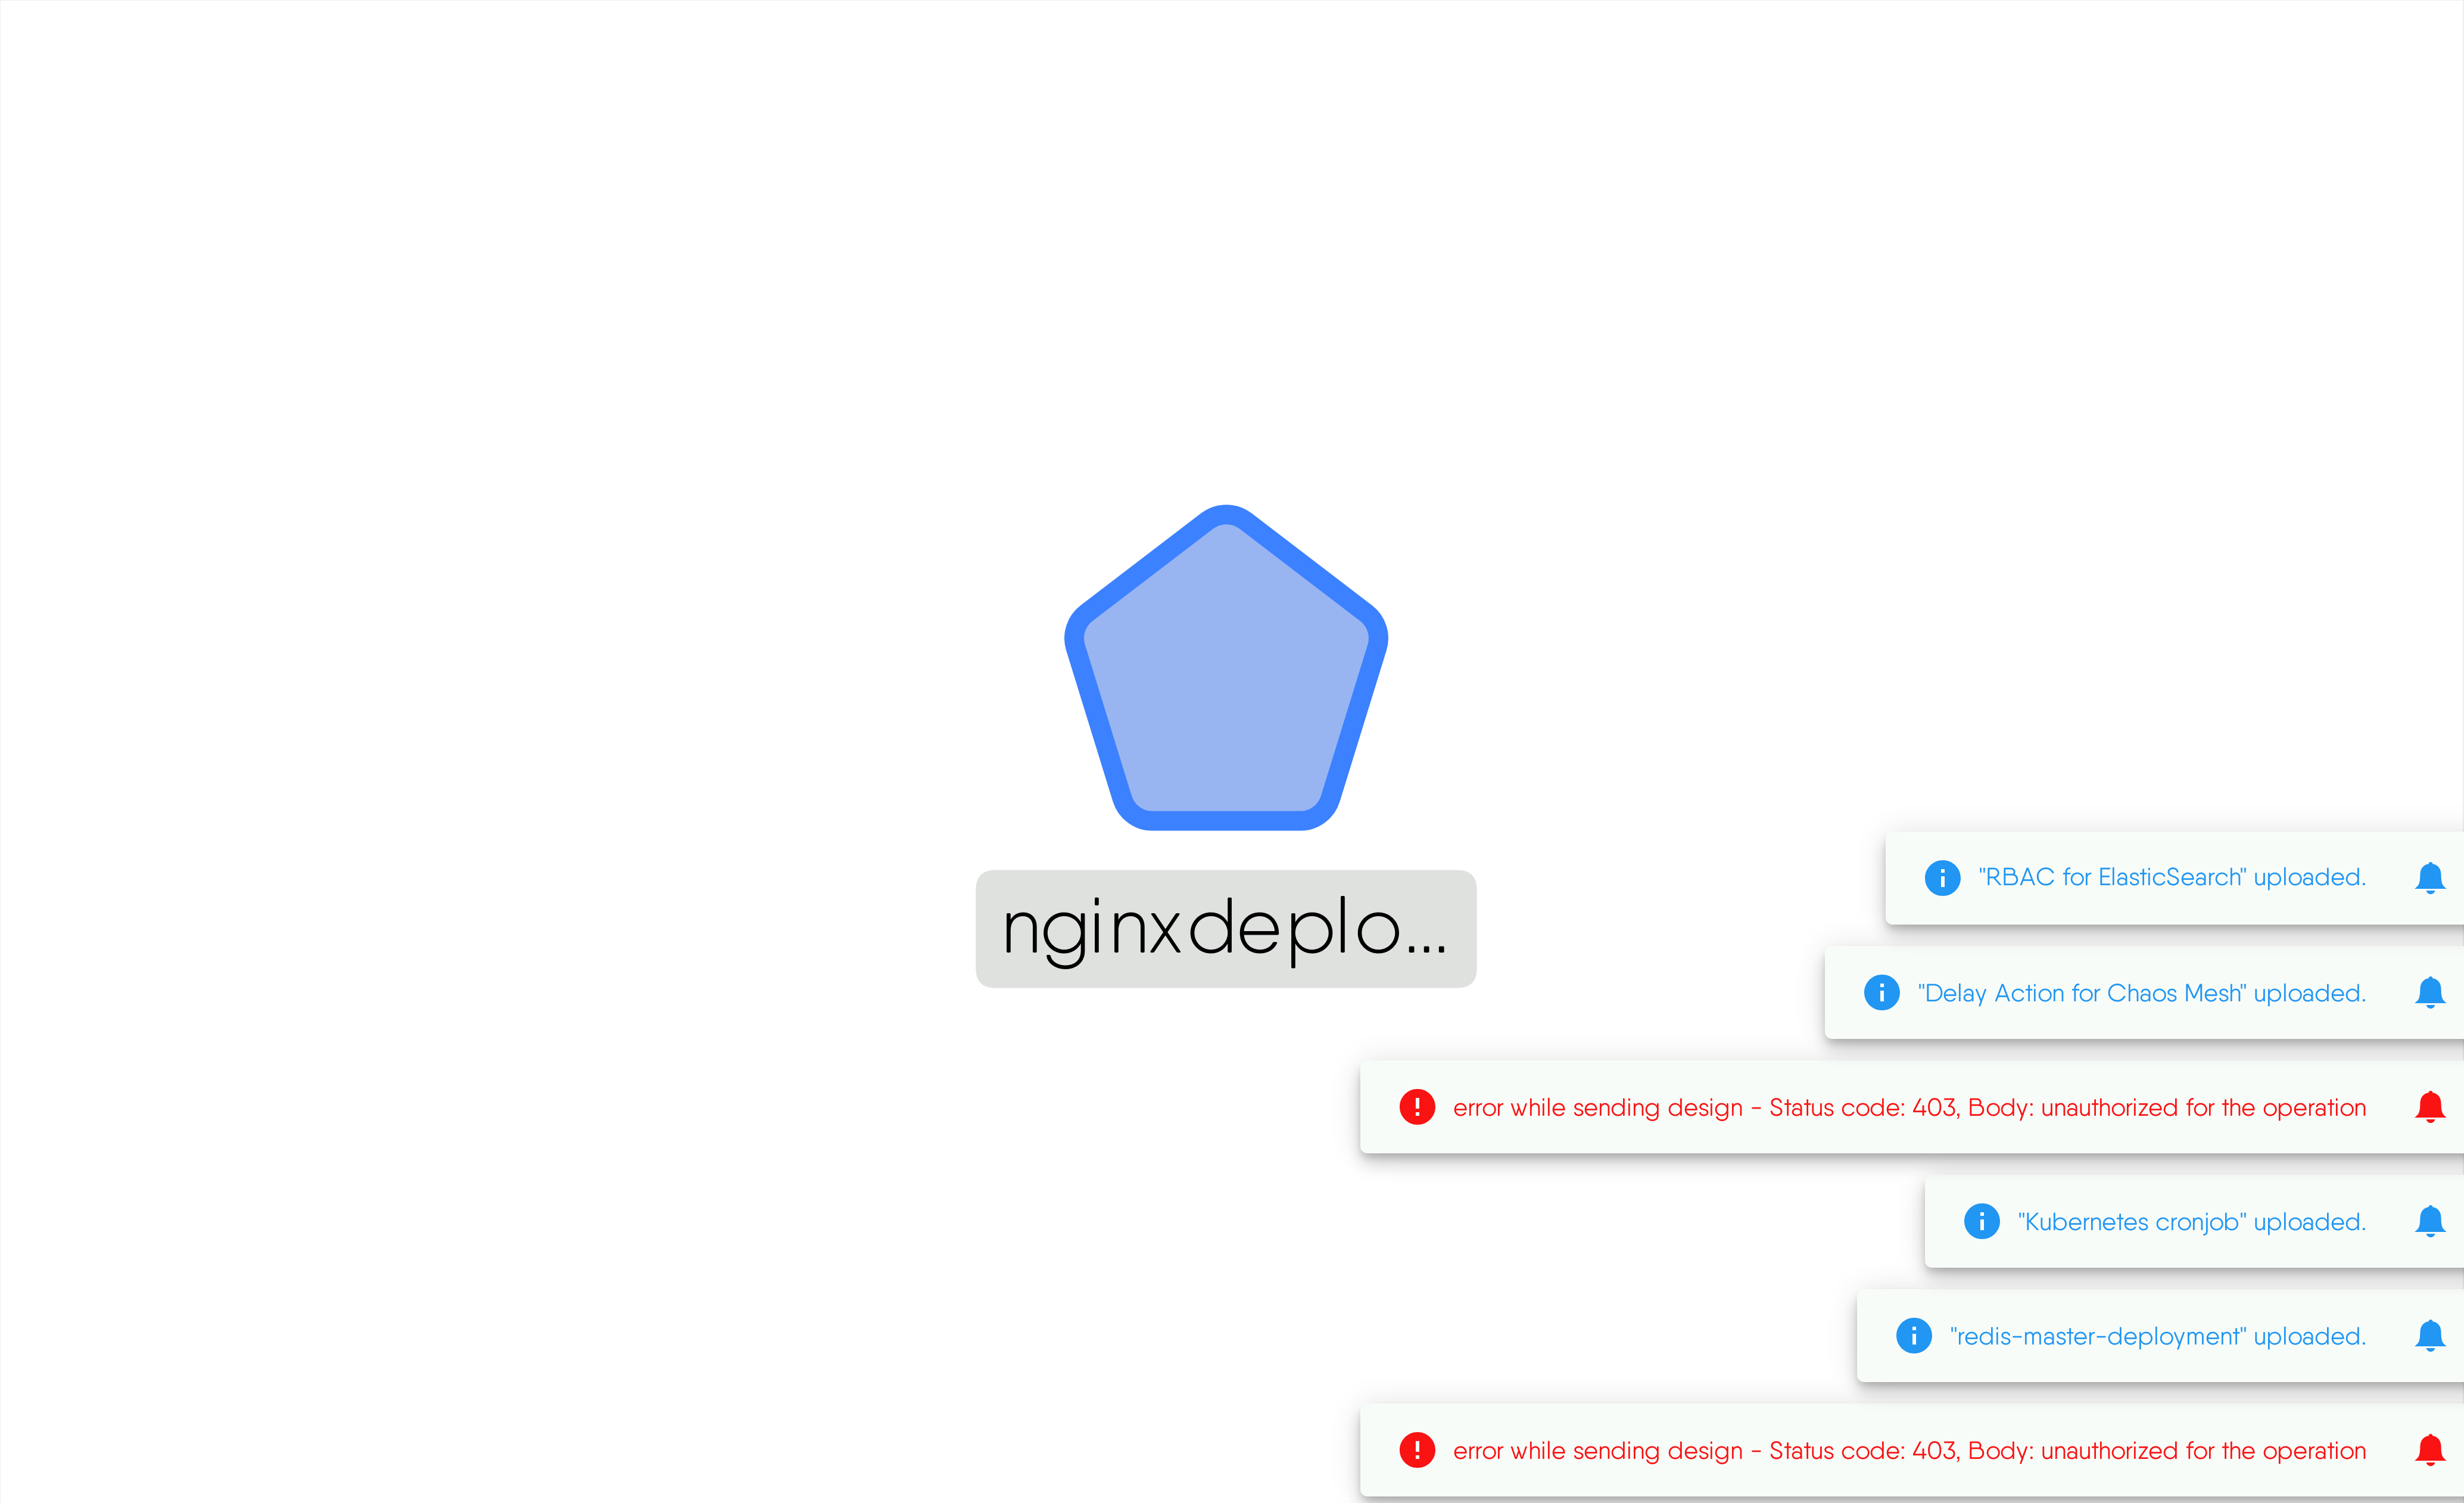 nginxdeplo...
"RBAC for ElasticSearch" uploaded.
"Delay Action for Chaos Mesh" uploaded.
error while sending design - Status code: 403, Body: unauthorized for the operation
"Kubernetes cronjob" uploaded.
"redis-master-deployment" uploaded.
error while sending design - Status code: 403, Body: unauthorized for the operation